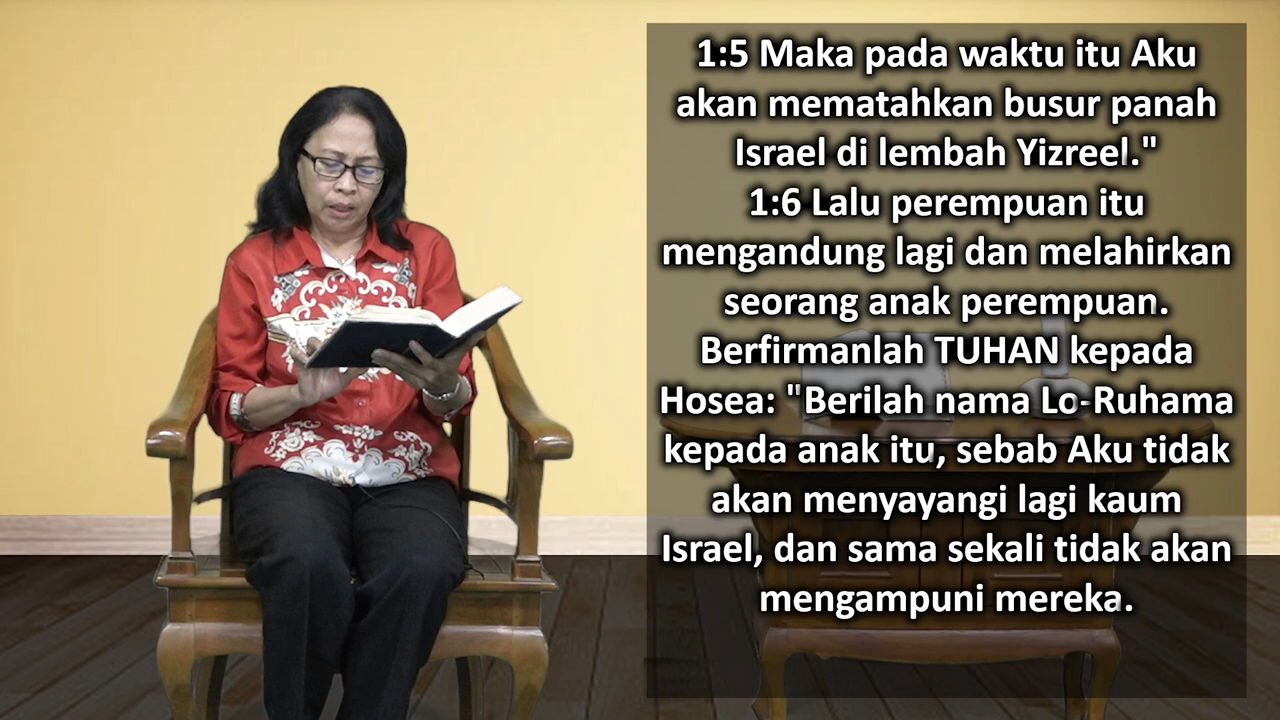 1:5 Maka pada waktu itu Aku
akan mematahkan busur panah
Israel di lembah Yizreel."
1:6 Lalu perempuan itu
mengandung lagi dan melahirkan
seorang anak perempuan.
Berfirmanlah TUHAN kepada
Hosea: "Berilah nama Lo-Ruhama
kepada anak itu, sebab Aku tidak
akan menyayangi lagi kaum
Israel, dan sama sekali tidak akan
mengampuni mereka.